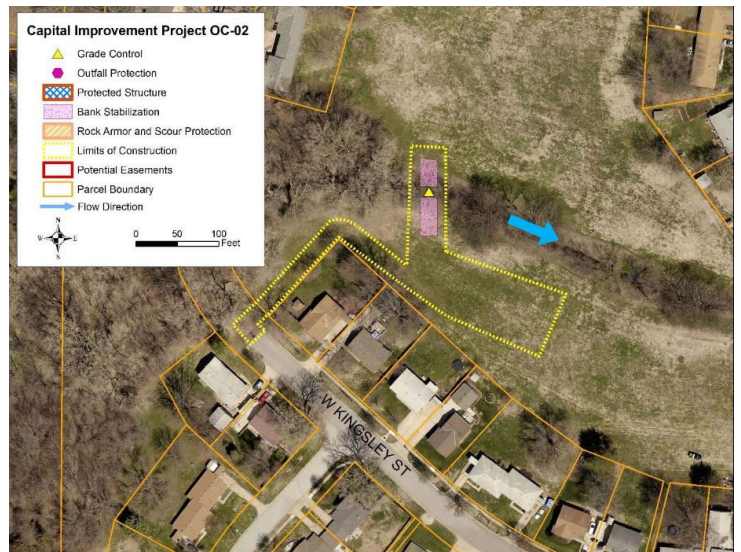 Capital Improvement Project OC-02
Grade Control
Outfall Protection
Protected Structure
Bank Stabilization
Rock Armor and Scour Protection
Limits of Construction
Potential Easements
Parcel Boundary
Flow Direction
N
W E
S
0 50 100
Feet
W KINGSLEY ST